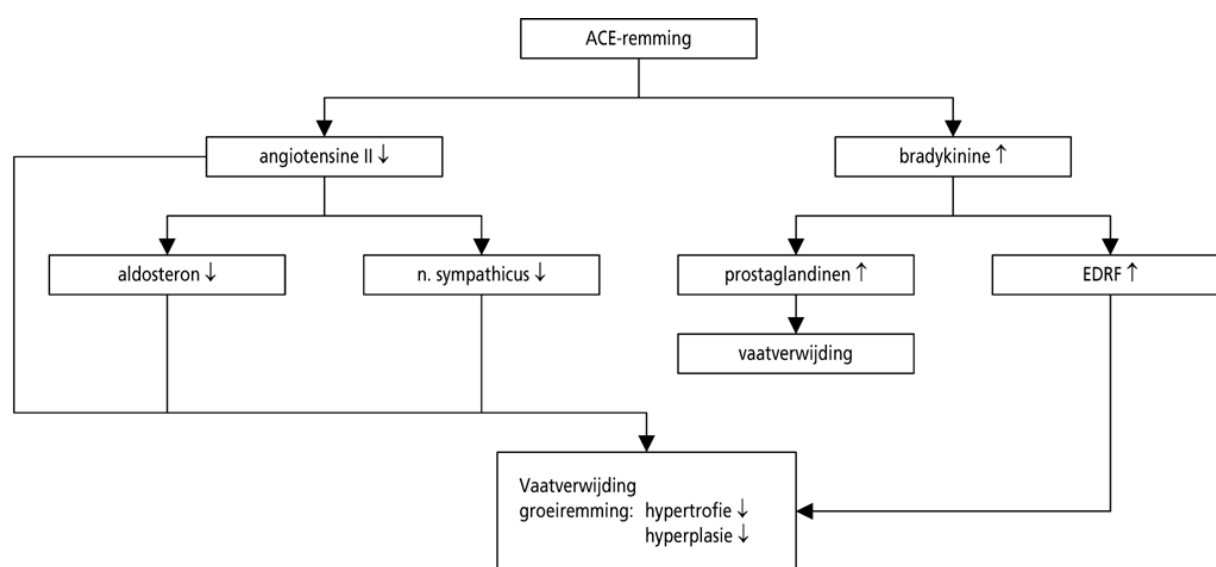 ACE-remming
angiotensine II ↓
bradykinine ↑
aldosteron ↓
n. sympathicus ↓
prostaglandinen ↑
EDRF ↑
vaatverwijding
Vaatverwijding
groeiremming: hypertrofie ↓
hyperplasie ↓